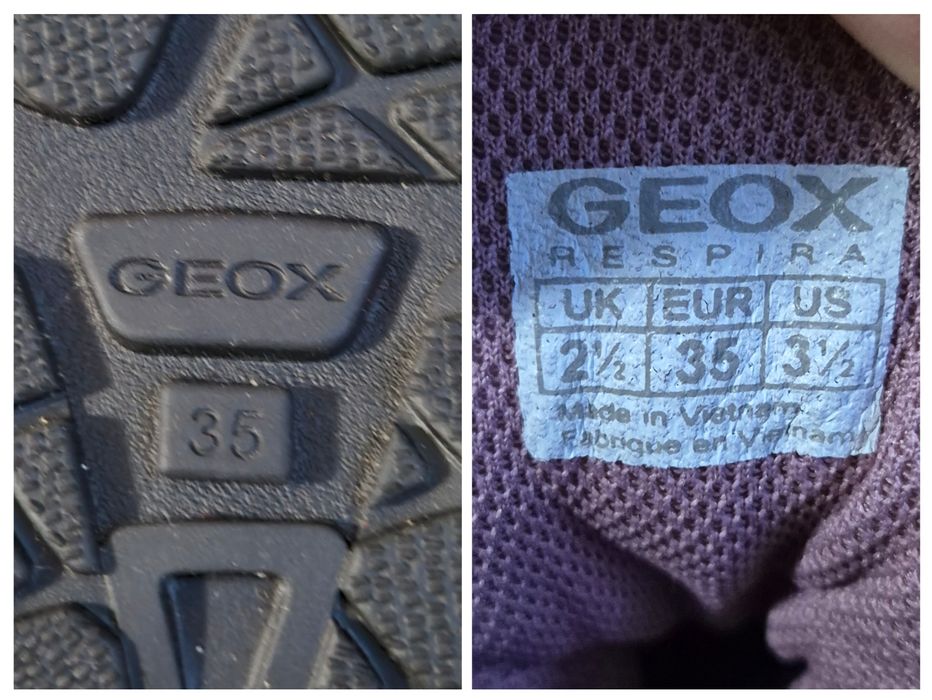 GEOX
35
GEOX
RESPIRA
UK EUR US
2½ 35 3½
Made in Vietnam
Fabriqué en Vietnam